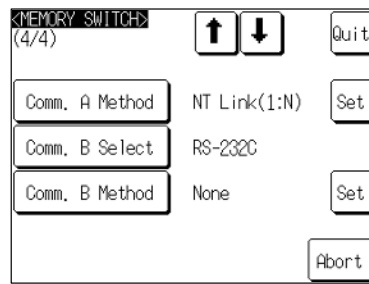 <MEMORY SWITCH>
(4/4)
Quit
Comm. A Method NT Link(1:N) Set
Comm. B Select RS-232C
Comm. B Method None Set
Abort